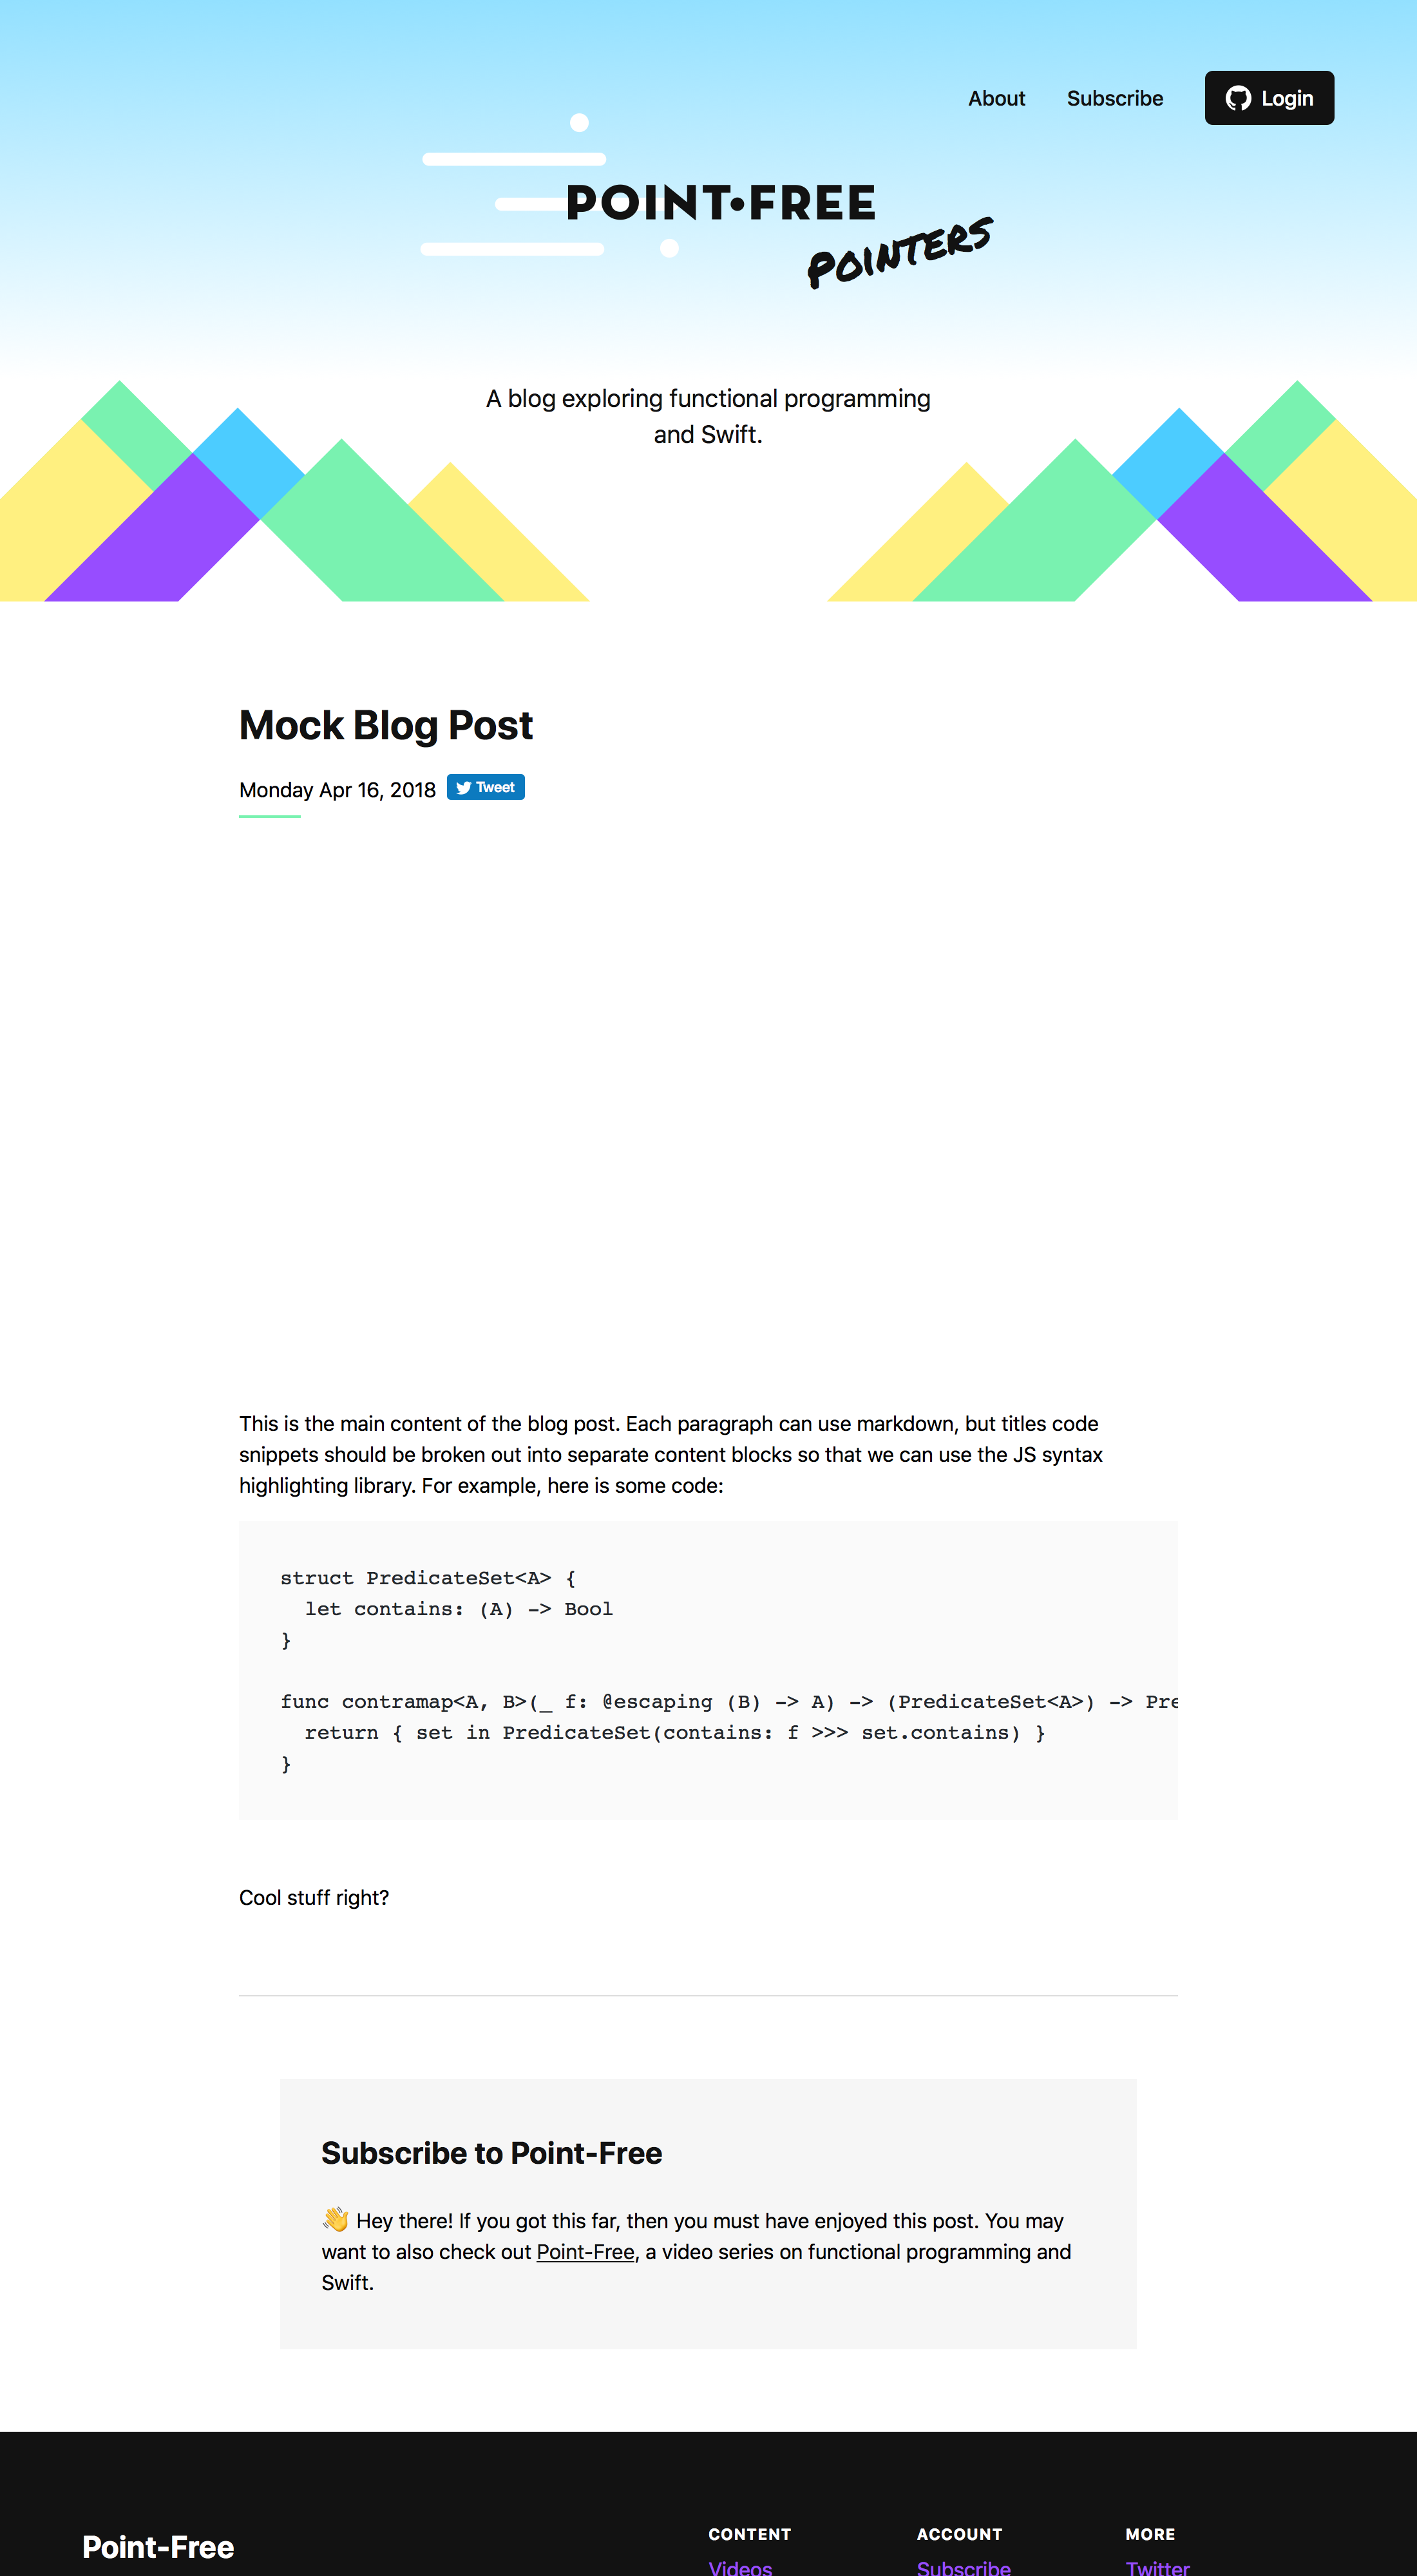 About Subscribe Login
POINT•FREE
POINTERS
A blog exploring functional programming
and Swift.
Mock Blog Post
Monday Apr 16, 2018 Tweet
This is the main content of the blog post. Each paragraph can use markdown, but titles code
snippets should be broken out into separate content blocks so that we can use the JS syntax
highlighting library. For example, here is some code:
struct PredicateSet<A> {
  let contains: (A) -> Bool
}
func contramap<A, B>(_ f: @escaping (B) -> A) -> (PredicateSet<A>) -> Pre
  return { set in PredicateSet(contains: f >>> set.contains) }
}
Cool stuff right?
Subscribe to Point-Free
👋 Hey there! If you got this far, then you must have enjoyed this post. You may
want to also check out Point-Free, a video series on functional programming and
Swift.
Point-Free
CONTENT ACCOUNT MORE
Videos Subscribe Twitter